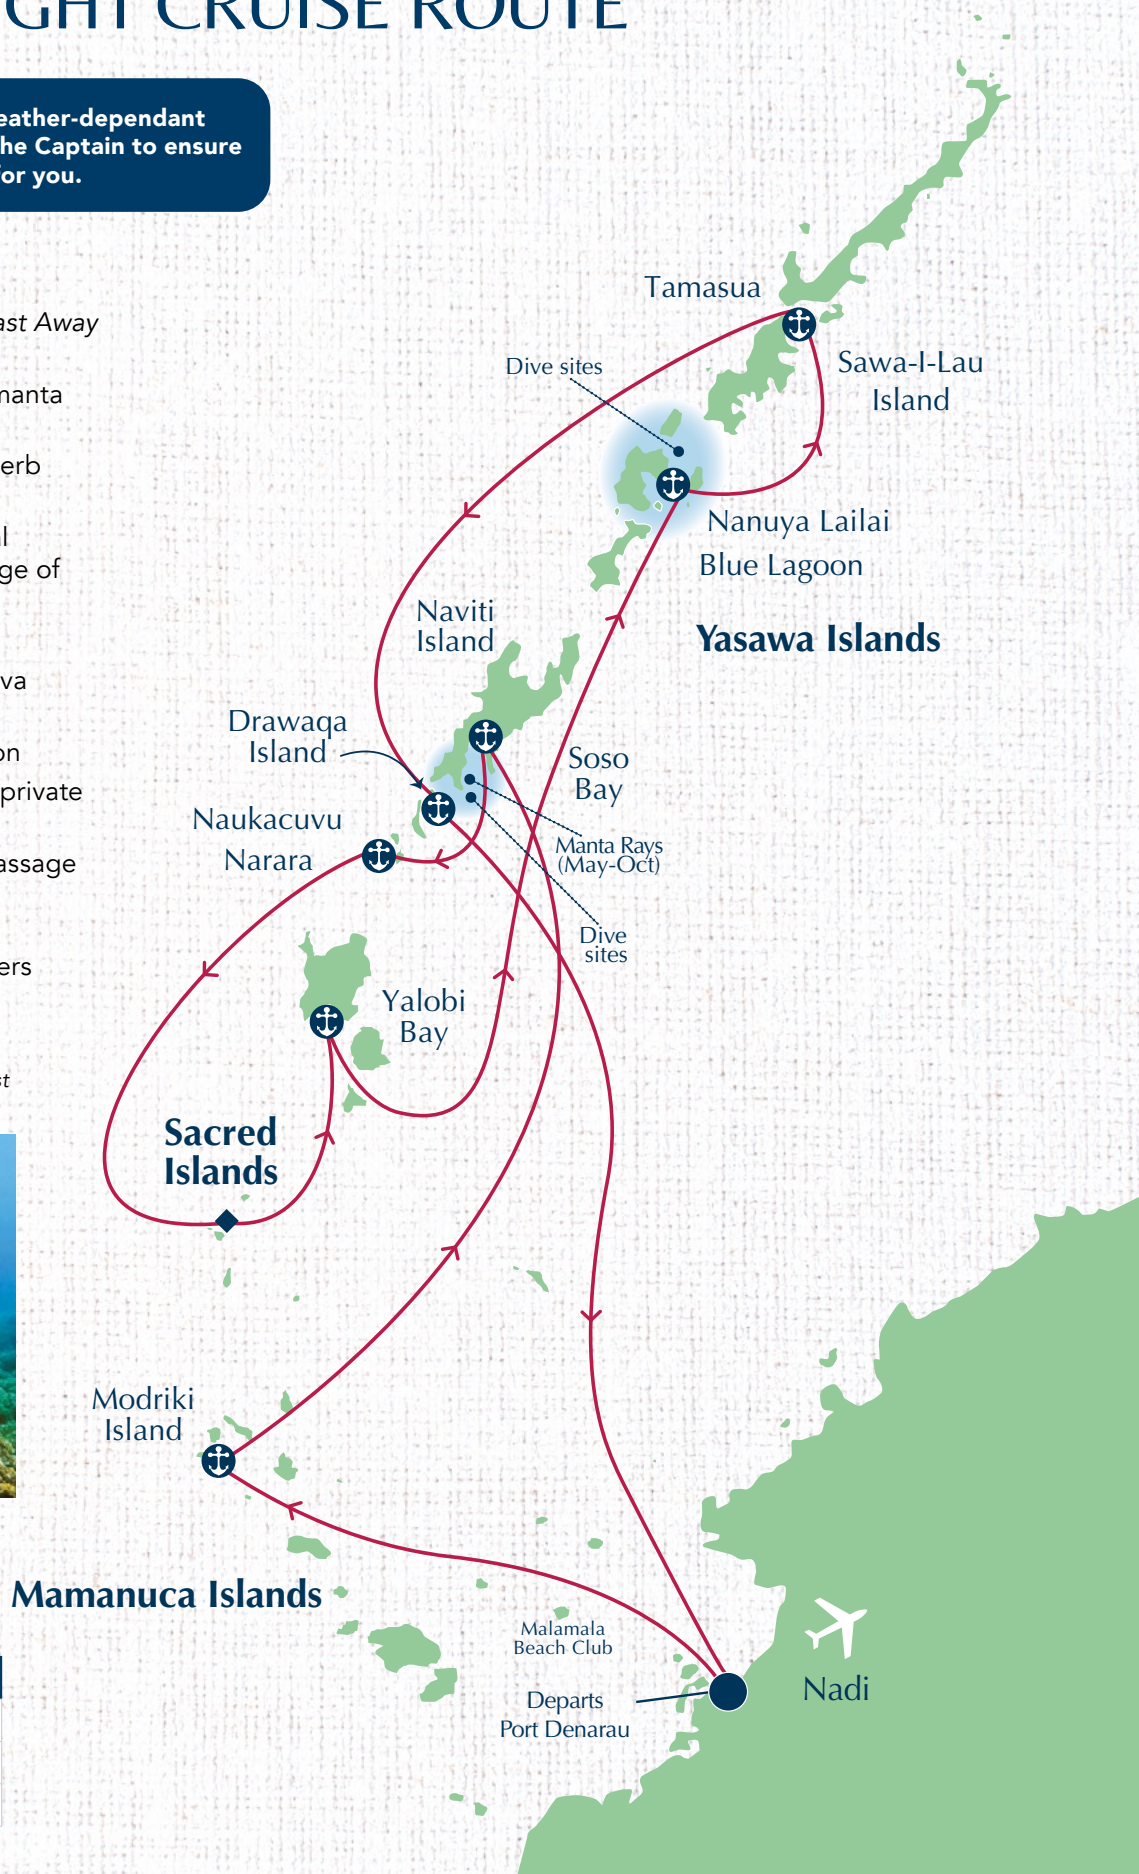 GHT CRUISE ROUTE
eather-dependant
he Captain to ensure
for you.
ast Away
manta
erb
l
ge of
va
on
private
assage
ers
st
Tamasua
Sawa-I-Lau
Island
Dive sites
Nanuya Lailai
Blue Lagoon
Yasawa Islands
Naviti
Island
Drawaqa
Island
Soso
Bay
Naukacuvu
Narara
Manta Rays
(May-Oct)
Dive
sites
Yalobi
Bay
Sacred
Islands
Modriki
Island
Mamanuca Islands
Malamala
Beach Club
Departs
Port Denarau
Nadi